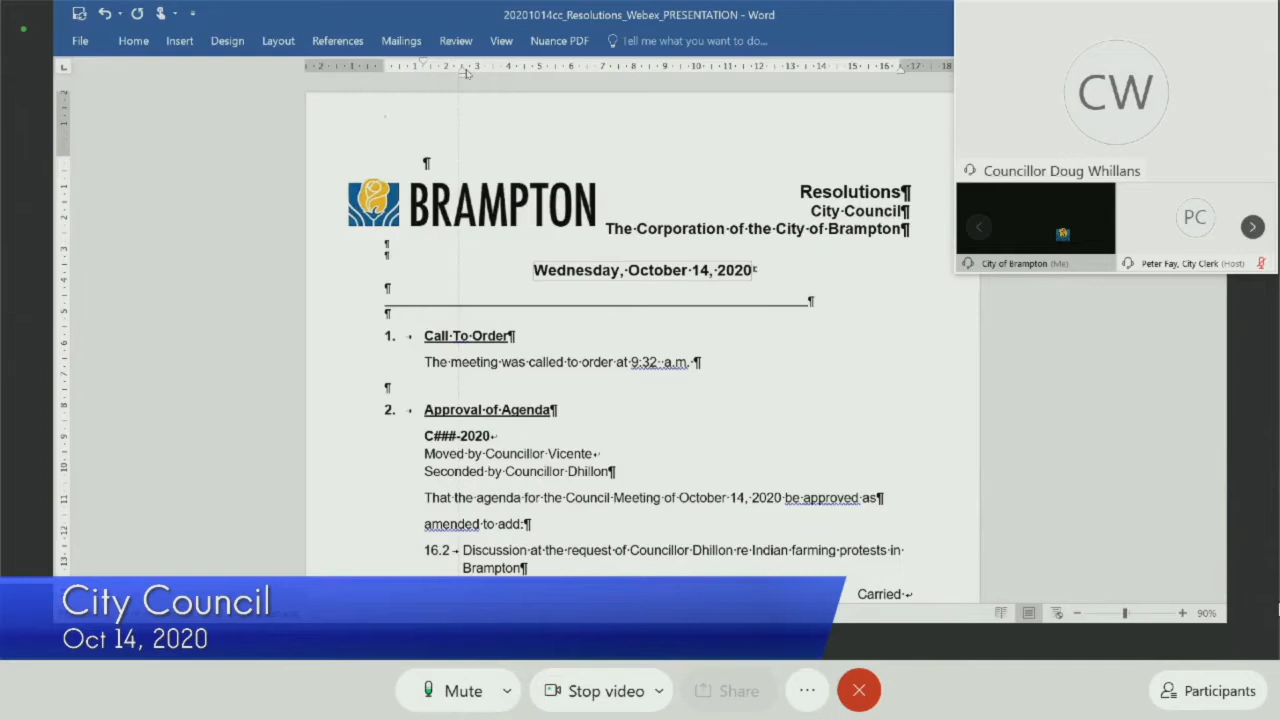 20201014cc_Resolutions_Webex_PRESENTATION - Word
File Home Insert Design Layout References Mailings Review View Nuance PDF Tell me what you want to do...
CW
Councillor Doug Whillans
PC
City of Brampton (Me) Peter Fay, City Clerk (Host)
BRAMPTON
Resolutions¶
City·Council¶
The·Corporation·of·the·City·of·Brampton¶
Wednesday,·October·14,·2020
1. Call·To·Order¶
The·meeting·was·called·to·order·at·9:32··a.m.·¶
2. Approval·of·Agenda¶
C###-2020
Moved·by·Councillor·Vicente
Seconded·by·Councillor·Dhillon¶
That·the·agenda·for·the·Council·Meeting·of·October·14,·2020·be·approved·as¶
amended·to·add:¶
16.2 Discussion·at·the·request·of·Councillor·Dhillon·re·Indian·farming·protests·in·
Brampton¶
Carried·
90%
City Council
Oct 14, 2020
Mute Stop video Share ... Participants